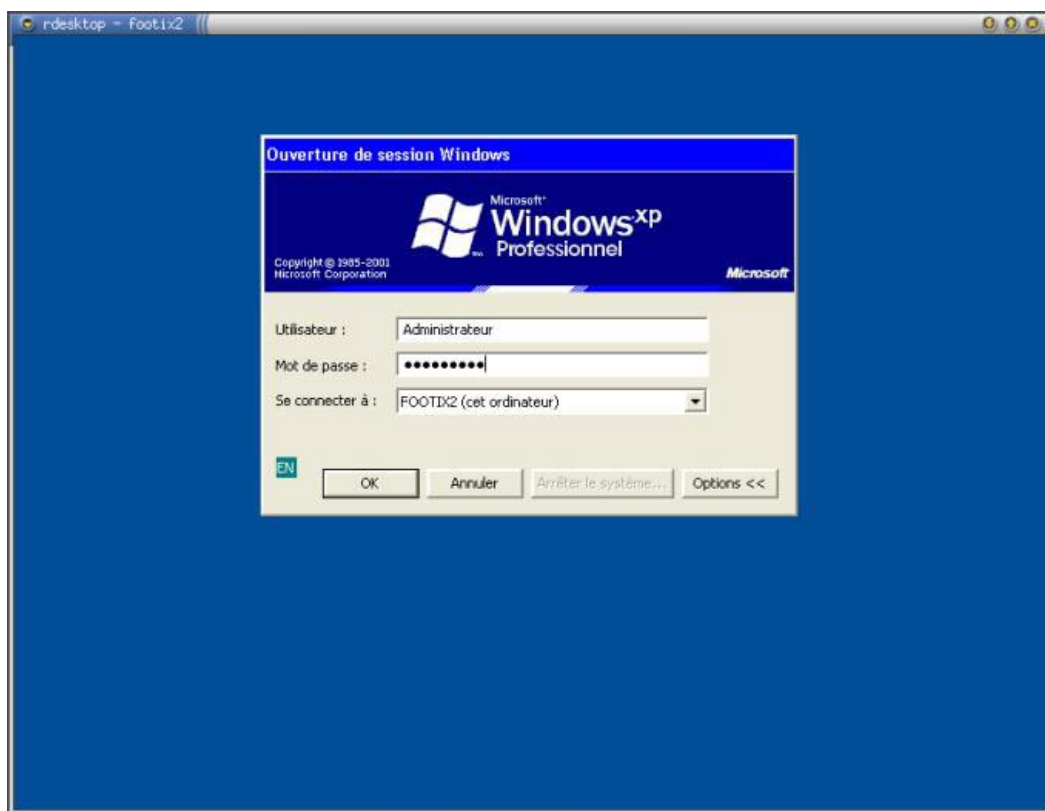 rdesktop - footix2
Ouverture de session Windows
Microsoft
Windows xp
Professionnel
Copyright © 1985-2001
Microsoft Corporation
Microsoft
Utilisateur :
Administrateur
Mot de passe :
●●●●●●●●●
Se connecter à :
FOOTIX2 (cet ordinateur)
EN
OK
Annuler
Arrêter le système...
Options <<